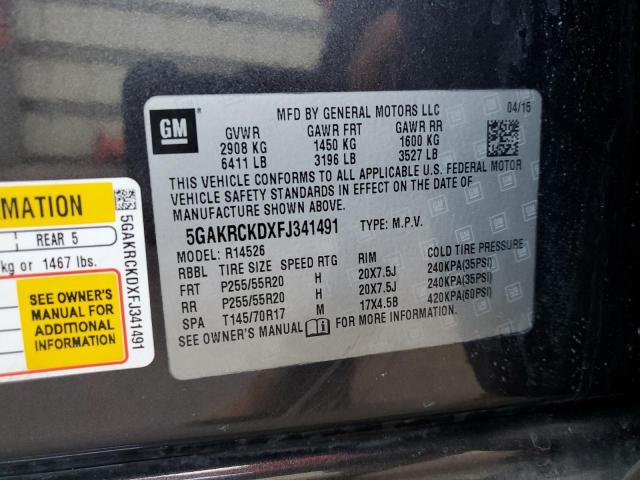 MFD BY GENERAL MOTORS LLC 04/15
GM
GVWR GAWR FRT GAWR RR
2908 KG 1450 KG 1600 KG
6411 LB 3196 LB 3527 LB
THIS VEHICLE CONFORMS TO ALL APPLICABLE U.S. FEDERAL MOTOR
VEHICLE SAFETY STANDARDS IN EFFECT ON THE DATE OF
MANUFACTURE SHOWN ABOVE.
5GAKRCKDXFJ341491 TYPE: M.P.V.
MODEL: R14526
RBBL TIRE SIZE SPEED RTG RIM COLD TIRE PRESSURE
FRT P255/55R20 H 20X7.5J 240KPA(35PSI)
RR P255/55R20 H 20X7.5J 240KPA(35PSI)
SPA T145/70R17 M 17X4.5B 420KPA(60PSI)
SEE OWNER'S MANUAL FOR MORE INFORMATION.
MATION
REAR 5
kg or 1467 lbs.
SEE OWNER'S
MANUAL FOR
ADDITIONAL
INFORMATION
5GAKRCKDXFJ341491